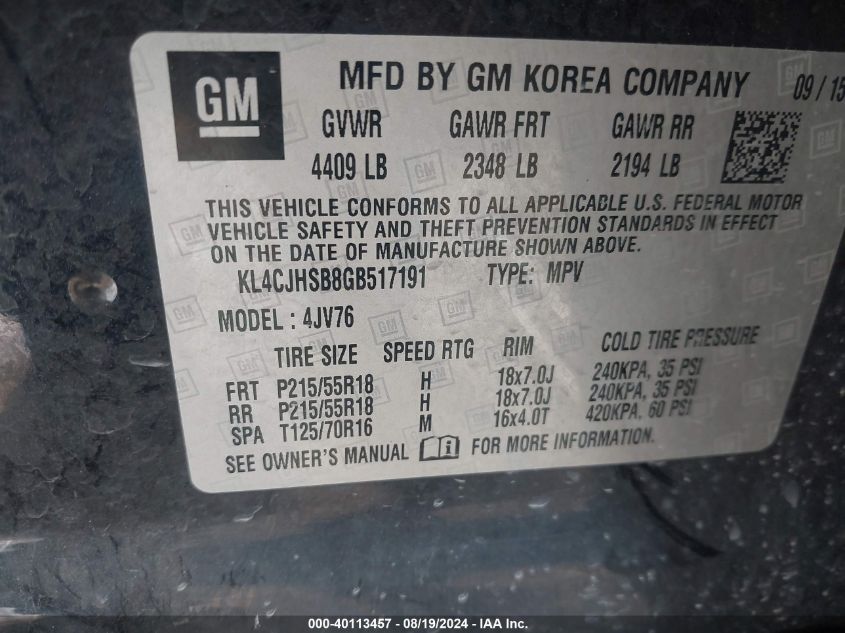 GM
MFD BY GM KOREA COMPANY 09 / 15
GVWR GAWR FRT GAWR RR
4409 LB 2348 LB 2194 LB
THIS VEHICLE CONFORMS TO ALL APPLICABLE U.S. FEDERAL MOTOR
VEHICLE SAFETY AND THEFT PREVENTION STANDARDS IN EFFECT
ON THE DATE OF MANUFACTURE SHOWN ABOVE.
KL4CJHSB8GB517191 TYPE: MPV
MODEL : 4JV76
TIRE SIZE SPEED RTG RIM COLD TIRE PRESSURE
FRT P215/55R18 H 18x7.0J 240KPA, 35 PSI
RR P215/55R18 H 18x7.0J 240KPA, 35 PSI
SPA T125/70R16 M 16x4.0T 420KPA, 60 PSI
SEE OWNER'S MANUAL i FOR MORE INFORMATION.
000-40113457 - 08/19/2024 - IAA Inc.